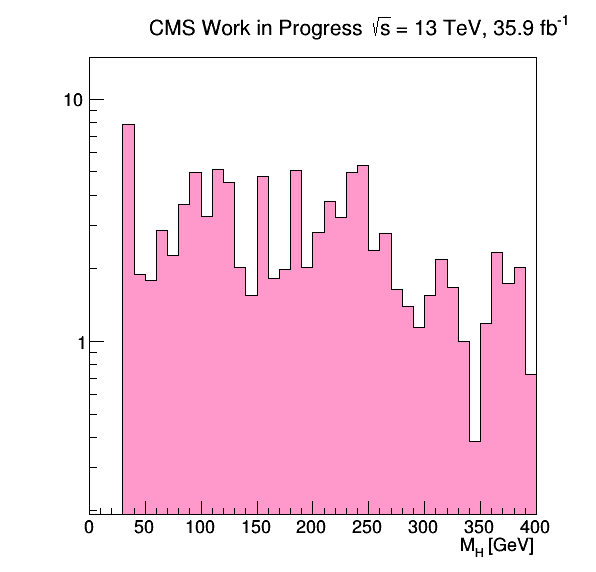 CMS Work in Progress √s = 13 TeV, 35.9 fb⁻¹
10
1
0 50 100 150 200 250 300 350 400
M_H [GeV]